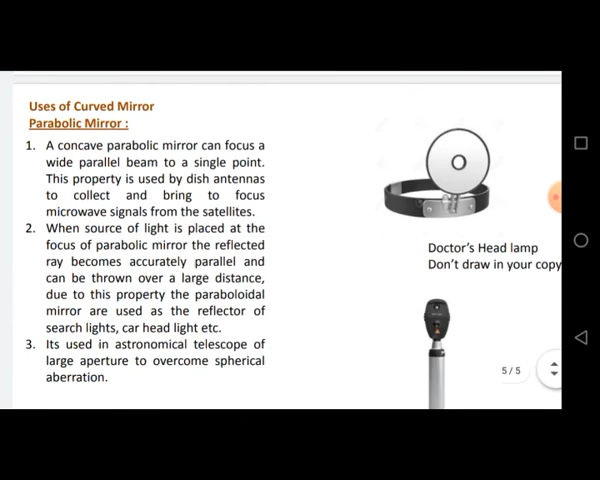 Uses of Curved Mirror
Parabolic Mirror :
1. A concave parabolic mirror can focus a
wide parallel beam to a single point.
This property is used by dish antennas
to collect and bring to focus
microwave signals from the satellites.
2. When source of light is placed at the
focus of parabolic mirror the reflected
ray becomes accurately parallel and
can be thrown over a large distance,
due to this property the paraboloidal
mirror are used as the reflector of
search lights, car head light etc.
3. Its used in astronomical telescope of
large aperture to overcome spherical
aberration.
Doctor's Head lamp
Don't draw in your copy
5 / 5